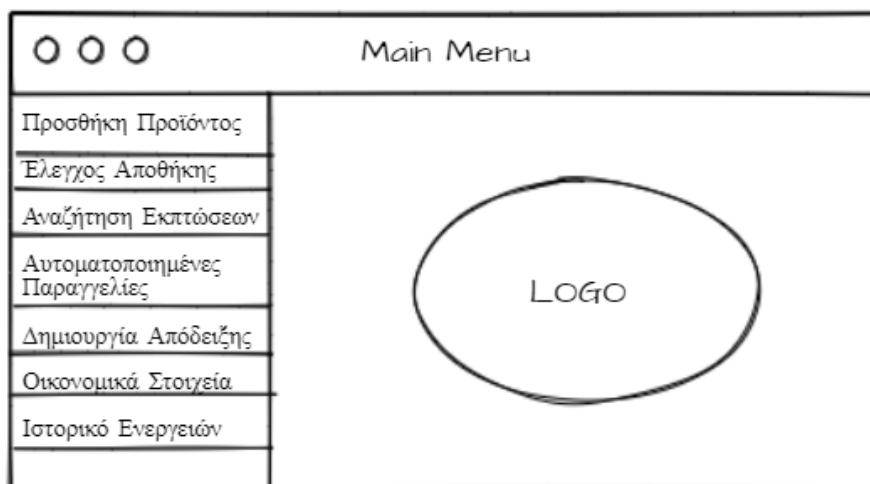 Main Menu
Προσθήκη Προϊόντος
Έλεγχος Αποθήκης
Αναζήτηση Εκπτώσεων
Αυτοματοποιημένες
Παραγγελίες
Δημιουργία Απόδειξης
Οικονομικά Στοιχεία
Ιστορικό Ενεργειών
LOGO